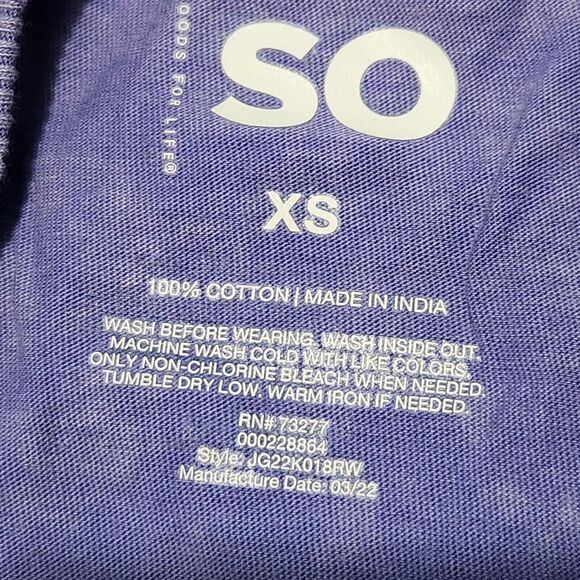 OODS FOR LIFE®
SO
XS
100% COTTON | MADE IN INDIA
WASH BEFORE WEARING. WASH INSIDE OUT.
MACHINE WASH COLD WITH LIKE COLORS.
ONLY NON-CHLORINE BLEACH WHEN NEEDED.
TUMBLE DRY LOW. WARM IRON IF NEEDED.
RN# 73277
000228864
Style: JG22K018RW
Manufacture Date: 03/22